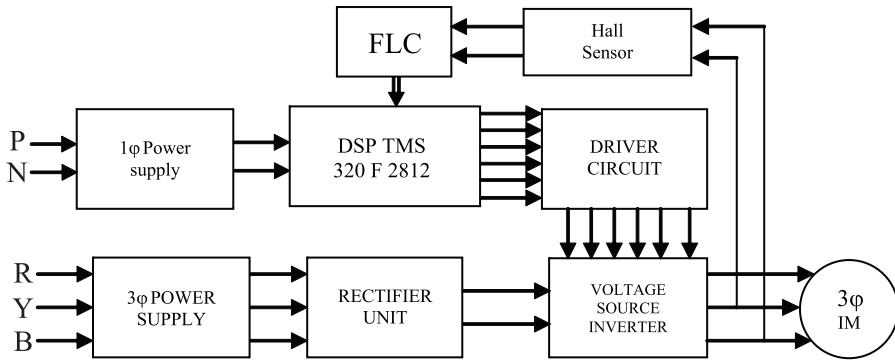 FLC
Hall
Sensor
P
N
1φ Power
supply
DSP TMS
320 F 2812
DRIVER
CIRCUIT
R
Y
B
3φ POWER
SUPPLY
RECTIFIER
UNIT
VOLTAGE
SOURCE
INVERTER
3φ
IM